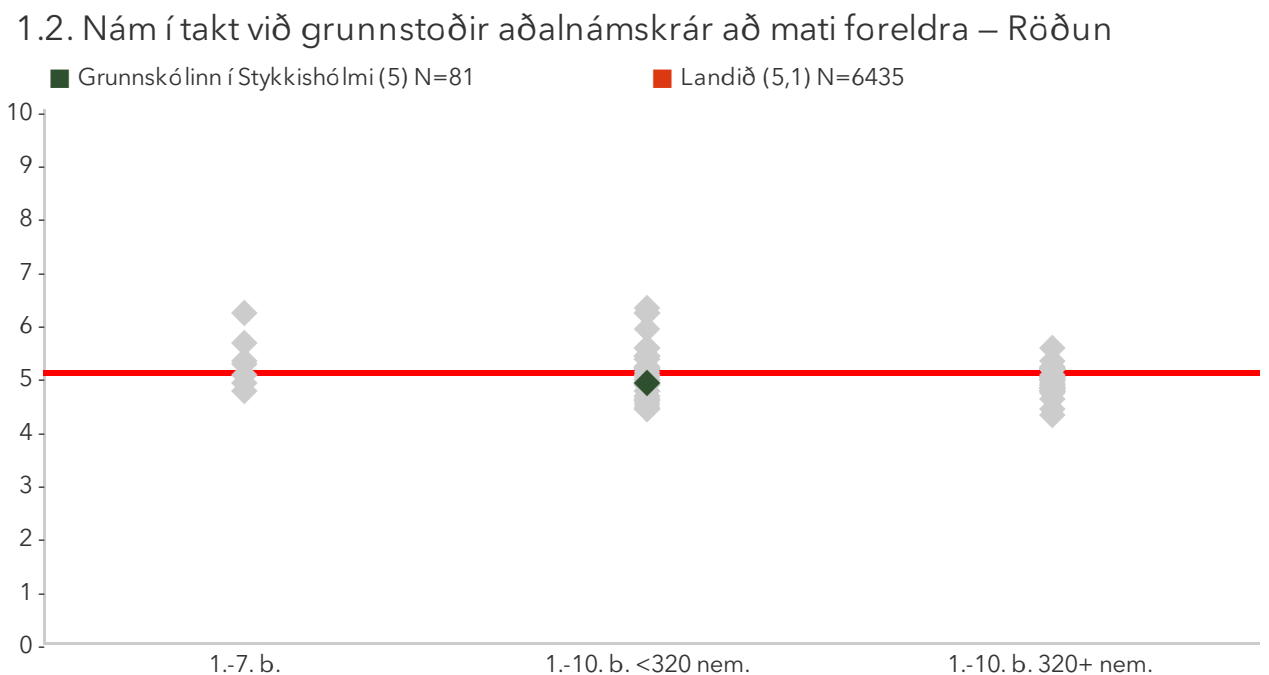 1.2. Nám í takt við grunnstoðir aðalnámskrár að mati foreldra – Röðun
Grunnskólinn í Stykkishólmi (5) N=81
Landið (5,1) N=6435
10
9
8
7
6
5
4
3
2
1
0
1.-7. b.
1.-10. b. <320 nem.
1.-10. b. 320+ nem.